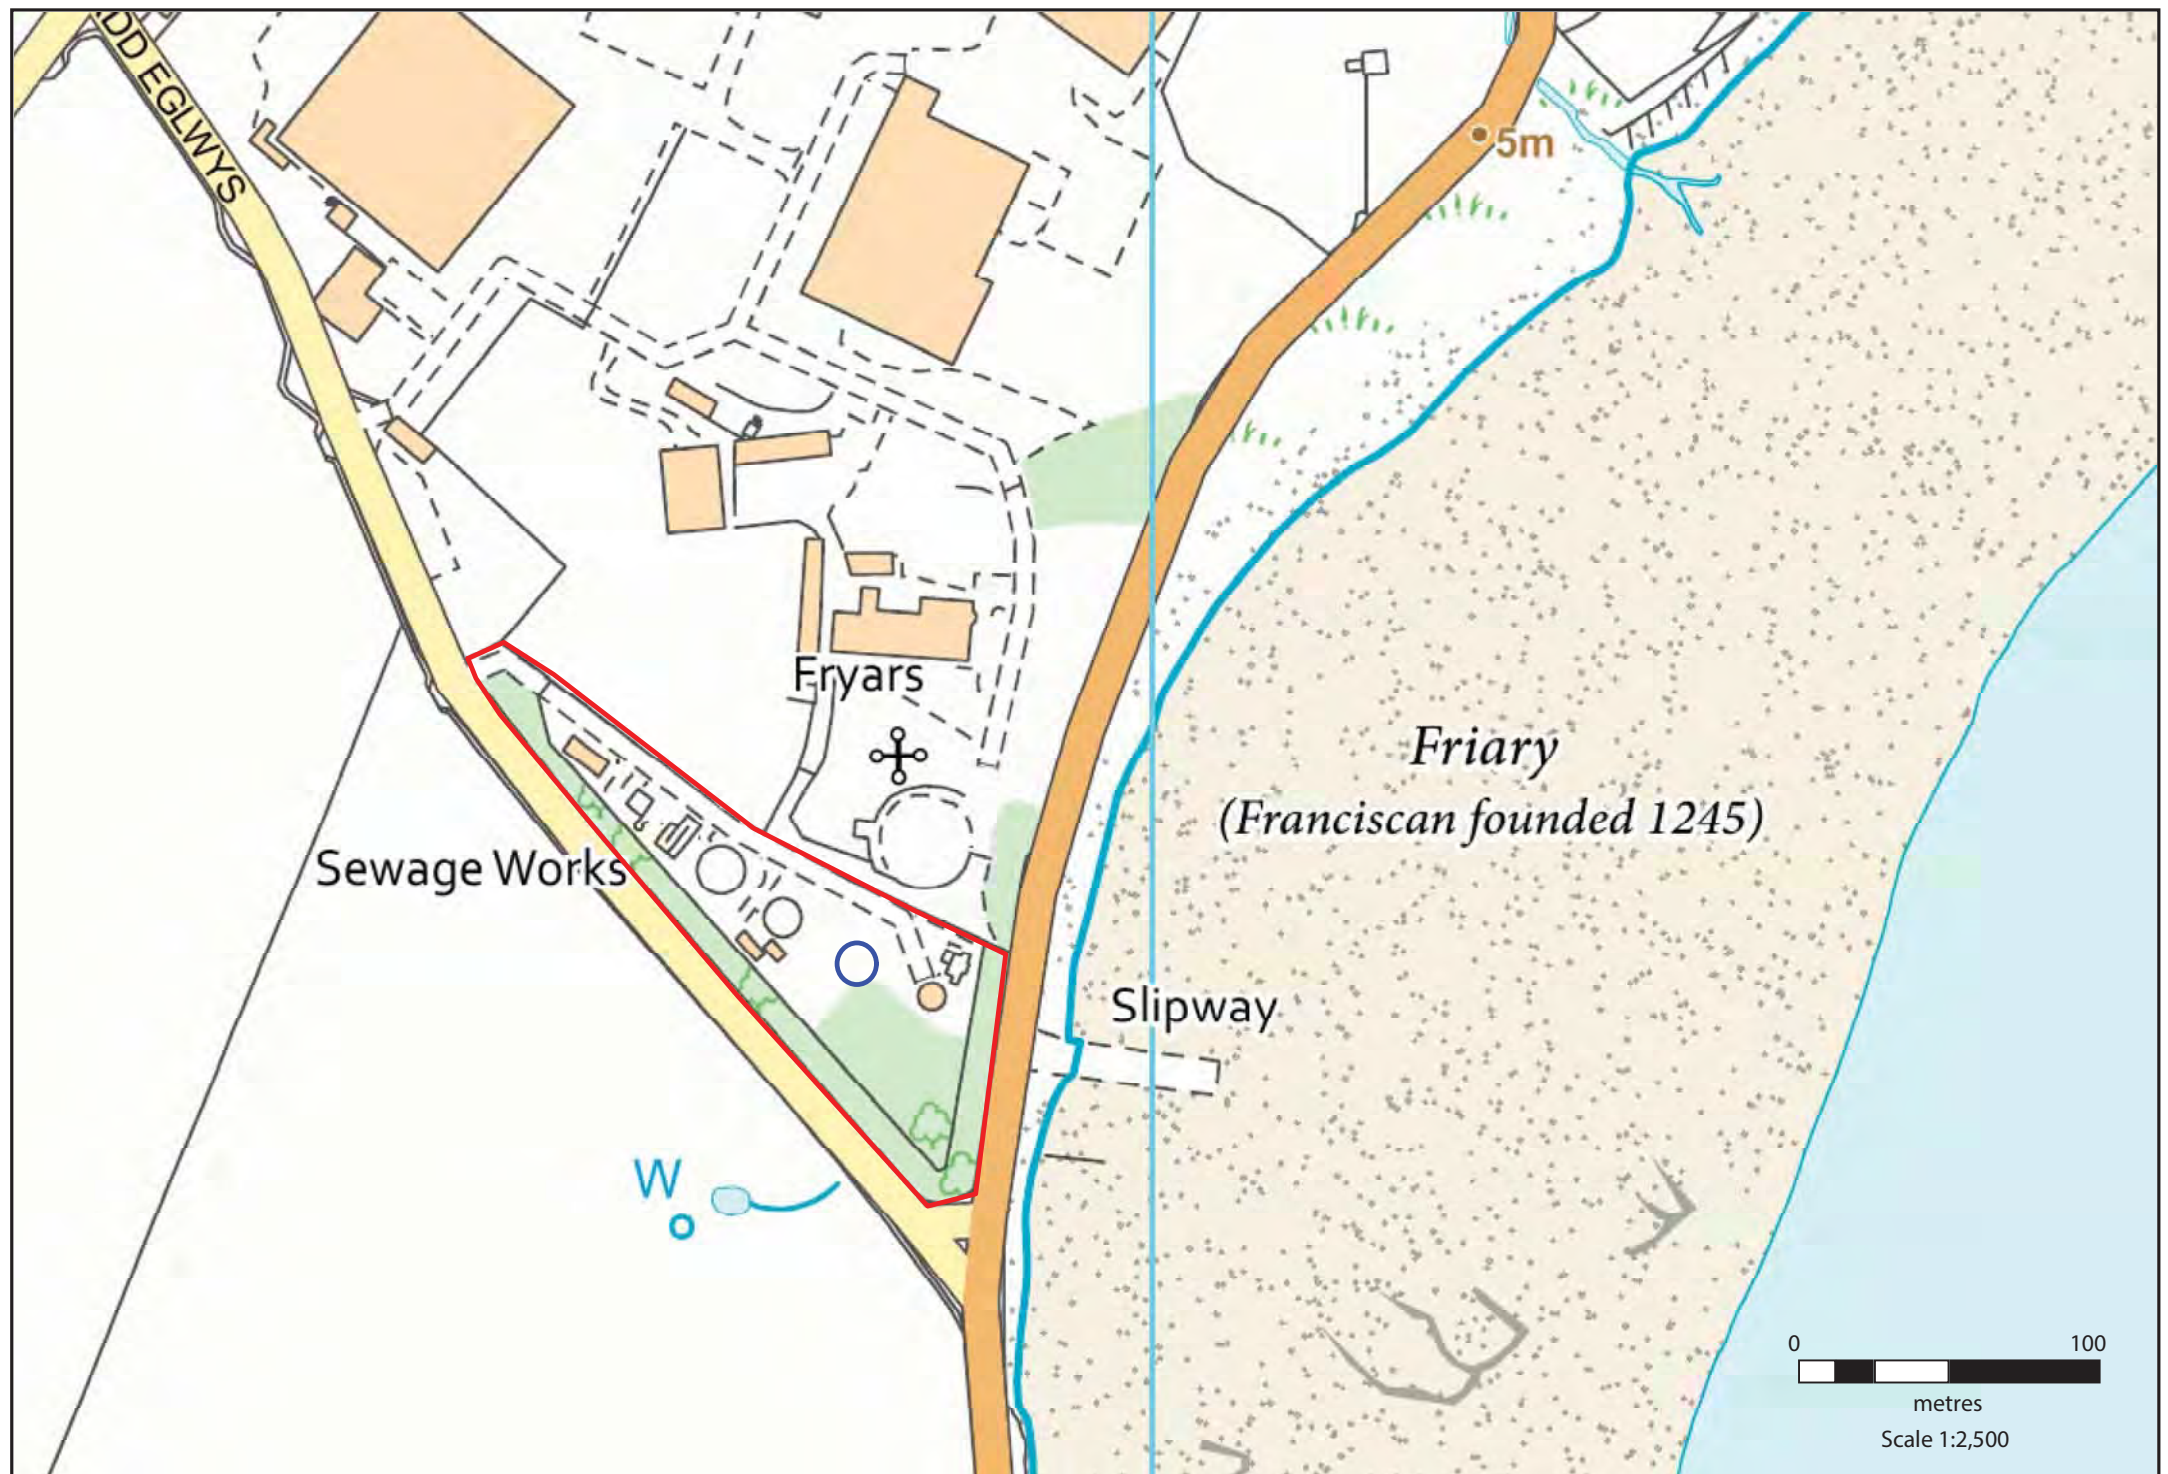 DD EGLWYS
5m
Fryars
Friary
(Franciscan founded 1245)
Sewage Works
Slipway
W
0 100
metres
Scale 1:2,500